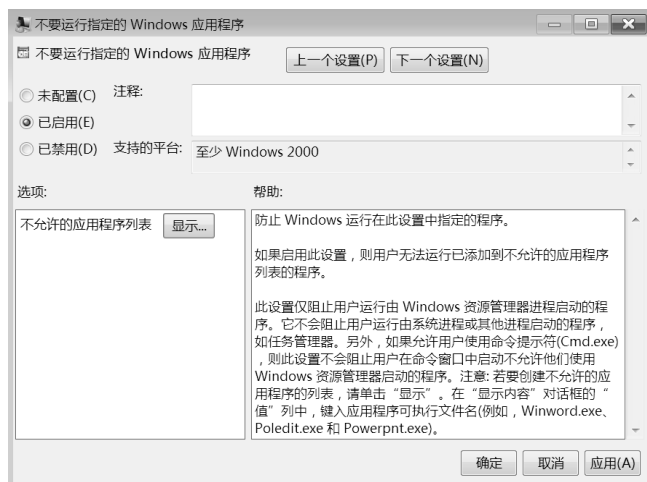 不要运行指定的 Windows 应用程序
不要运行指定的 Windows 应用程序
上一个设置(P)
下一个设置(N)
未配置(C)
注释:
已启用(E)
已禁用(D)
支持的平台:
至少 Windows 2000
选项:
帮助:
不允许的应用程序列表
显示...
防止 Windows 运行在此设置中指定的程序。
如果启用此设置，则用户无法运行已添加到不允许的应用程序
列表的程序。
此设置仅阻止用户运行由 Windows 资源管理器进程启动的程
序。它不会阻止用户运行由系统进程或其他进程启动的程序，
如任务管理器。另外，如果允许用户使用命令提示符(Cmd.exe)
，则此设置不会阻止用户在命令窗口中启动不允许他们使用
Windows 资源管理器启动的程序。注意: 若要创建不允许的应
用程序的列表，请单击“显示”。在“显示内容”对话框的“
值”列中，键入应用程序可执行文件名(例如，Winword.exe、
Poledit.exe 和 Powerpnt.exe)。
确定
取消
应用(A)